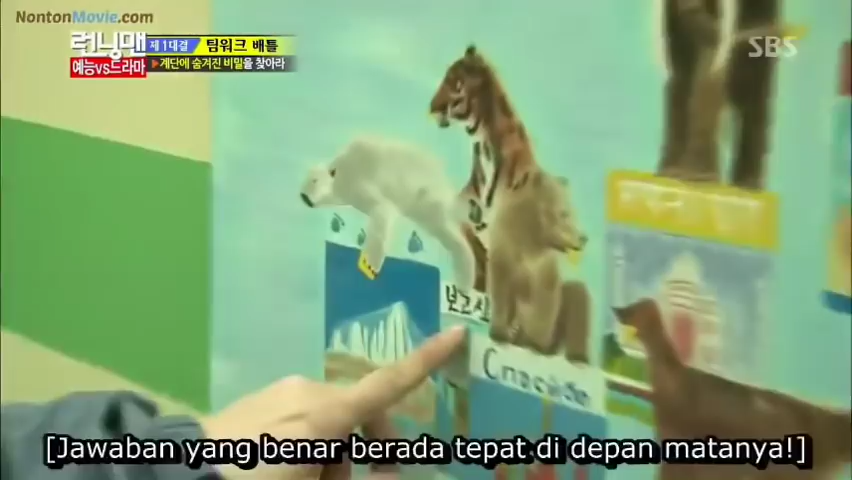 NontonMovie.com
런닝맨
예능vs드라마
제1대결
팀워크 배틀
▶계단에 숨겨진 비밀을 찾아라
SBS
보고싶
[Jawaban yang benar berada tepat di depan matanya!]